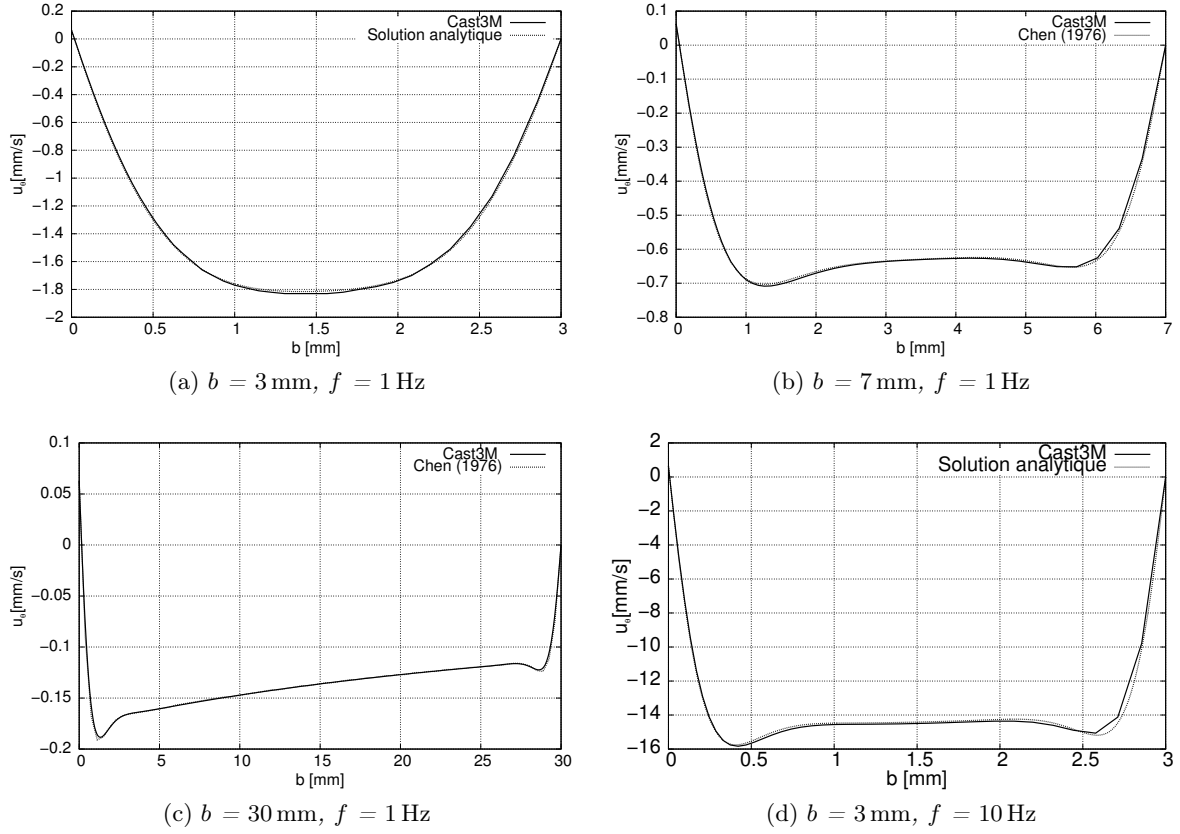 0.2
0
−0.2
−0.4
−0.6
−0.8
−1
−1.2
−1.4
−1.6
−1.8
−2
uθ[mm/s]
0 0.5 1 1.5 2 2.5 3
b [mm]
Cast3M
Solution analytique
(a) b = 3 mm, f = 1 Hz
0.1
0
−0.1
−0.2
−0.3
−0.4
−0.5
−0.6
−0.7
−0.8
uθ[mm/s]
0 1 2 3 4 5 6 7
b [mm]
Cast3M
Chen (1976)
(b) b = 7 mm, f = 1 Hz
0.1
0.05
0
−0.05
−0.1
−0.15
−0.2
uθ[mm/s]
0 5 10 15 20 25 30
b [mm]
Cast3M
Chen (1976)
(c) b = 30 mm, f = 1 Hz
2
0
−2
−4
−6
−8
−10
−12
−14
−16
uθ[mm/s]
0 0.5 1 1.5 2 2.5 3
b [mm]
Cast3M
Solution analytique
(d) b = 3 mm, f = 10 Hz